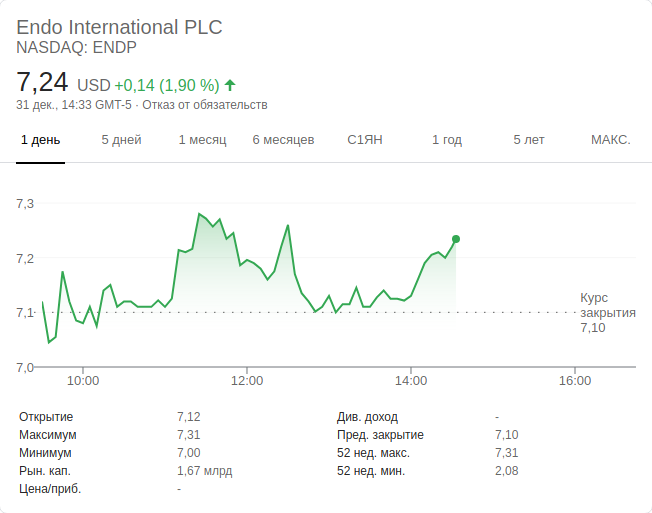 Endo International PLC
NASDAQ: ENDP
7,24 USD +0,14 (1,90 %)
31 дек., 14:33 GMT-5 · Отказ от обязательств
1 день 5 дней 1 месяц 6 месяцев С1ЯН 1 год 5 лет МАКС.
7,3
7,2
7,1
7,0
Курс
закрытия
7,10
10:00 12:00 14:00 16:00
Открытие 7,12 Див. доход -
Максимум 7,31 Пред. закрытие 7,10
Минимум 7,00 52 нед. макс. 7,31
Рын. кап. 1,67 млрд 52 нед. мин. 2,08
Цена/приб. -